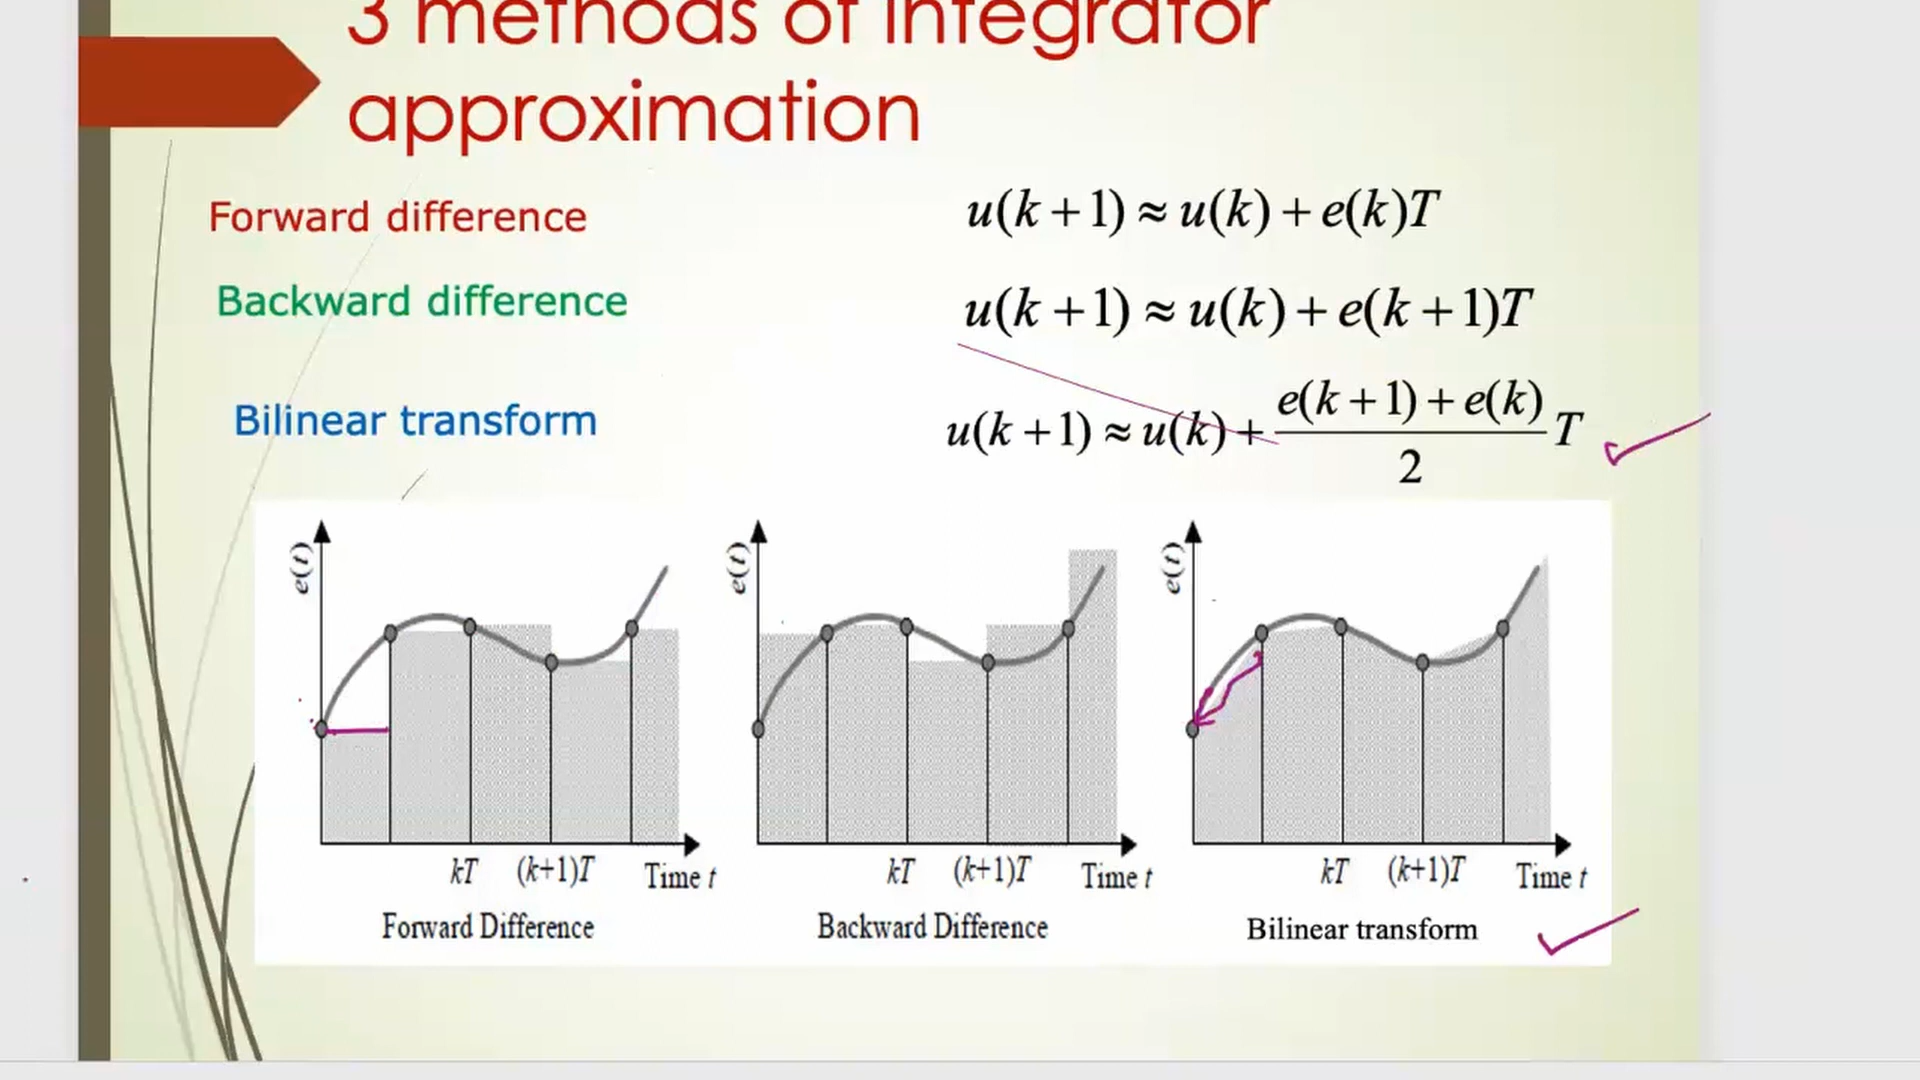 3 methods of integrator
approximation
Forward difference
u(k+1)≈u(k)+e(k)T
Backward difference
u(k+1)≈u(k)+e(k+1)T
Bilinear transform
u(k+1)≈u(k)+\frac{e(k+1)+e(k)}{2}T
e(t)
kT (k+1)T Time t
Forward Difference
e(t)
kT (k+1)T Time t
Backward Difference
e(t)
kT (k+1)T Time t
Bilinear transform